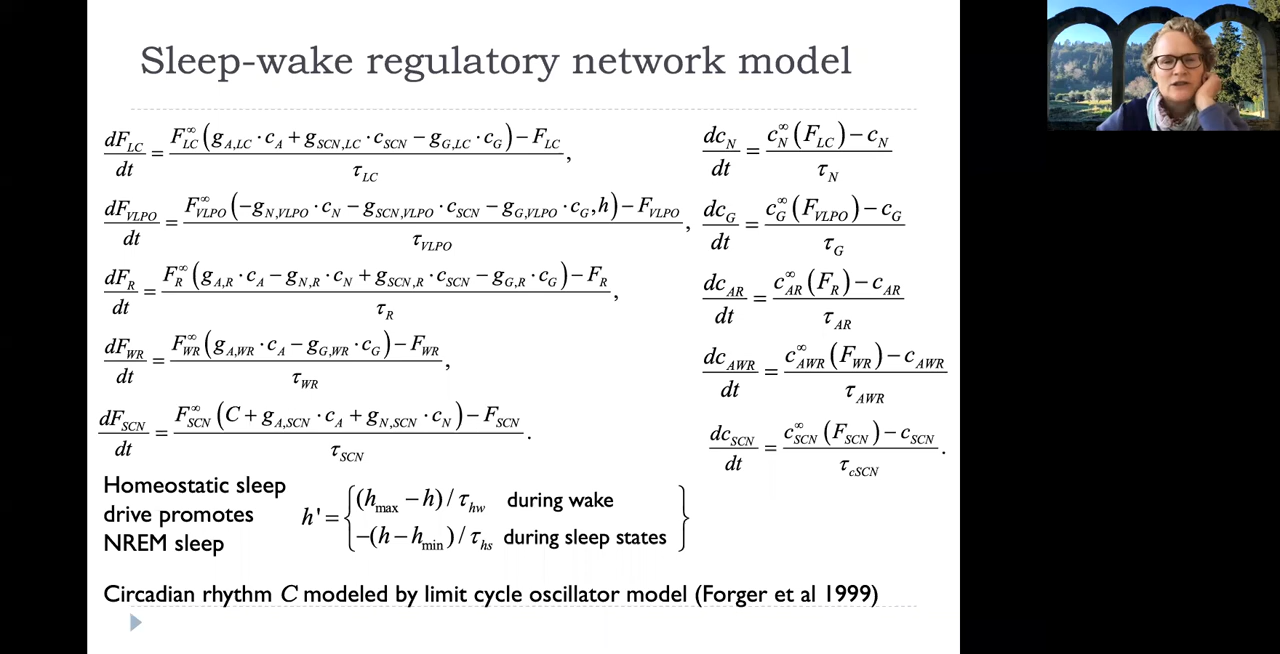 Sleep-wake regulatory network model
dF_LC/dt = (F_LC^∞(g_A,LC · c_A + g_SCN,LC · c_SCN − g_G,LC · c_G) − F_LC)/τ_LC,
dc_N/dt = (c_N^∞(F_LC) − c_N)/τ_N
dF_VLPO/dt = (F_VLPO^∞(−g_N,VLPO · c_N − g_SCN,VLPO · c_SCN − g_G,VLPO · c_G, h) − F_VLPO)/τ_VLPO,
dc_G/dt = (c_G^∞(F_VLPO) − c_G)/τ_G
dF_R/dt = (F_R^∞(g_A,R · c_A − g_N,R · c_N + g_SCN,R · c_SCN − g_G,R · c_G) − F_R)/τ_R,
dc_AR/dt = (c_AR^∞(F_R) − c_AR)/τ_AR
dF_WR/dt = (F_WR^∞(g_A,WR · c_A − g_G,WR · c_G) − F_WR)/τ_WR,
dc_AWR/dt = (c_AWR^∞(F_WR) − c_AWR)/τ_AWR
dF_SCN/dt = (F_SCN^∞(C + g_A,SCN · c_A + g_N,SCN · c_N) − F_SCN)/τ_SCN.
dc_SCN/dt = (c_SCN^∞(F_SCN) − c_SCN)/τ_cSCN.
Homeostatic sleep
drive promotes
NREM sleep
h' = { (h_max − h)/τ_hw during wake
−(h − h_min)/τ_hs during sleep states }
Circadian rhythm C modeled by limit cycle oscillator model (Forger et al 1999)